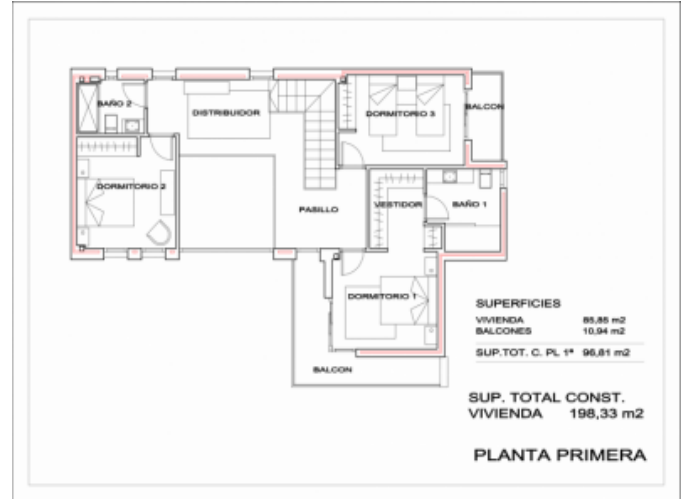 BAÑO 2
DISTRIBUIDOR
DORMITORIO 3
BALCON
DORMITORIO 2
PASILLO
VESTIDOR
BAÑO 1
DORMITORIO 1
BALCON
SUPERFICIES
VIVIENDA 85,85 m2
BALCONES 10,94 m2
SUP.TOT. C. PL 1ª 96,81 m2
SUP. TOTAL CONST.
VIVIENDA 198,33 m2
PLANTA PRIMERA